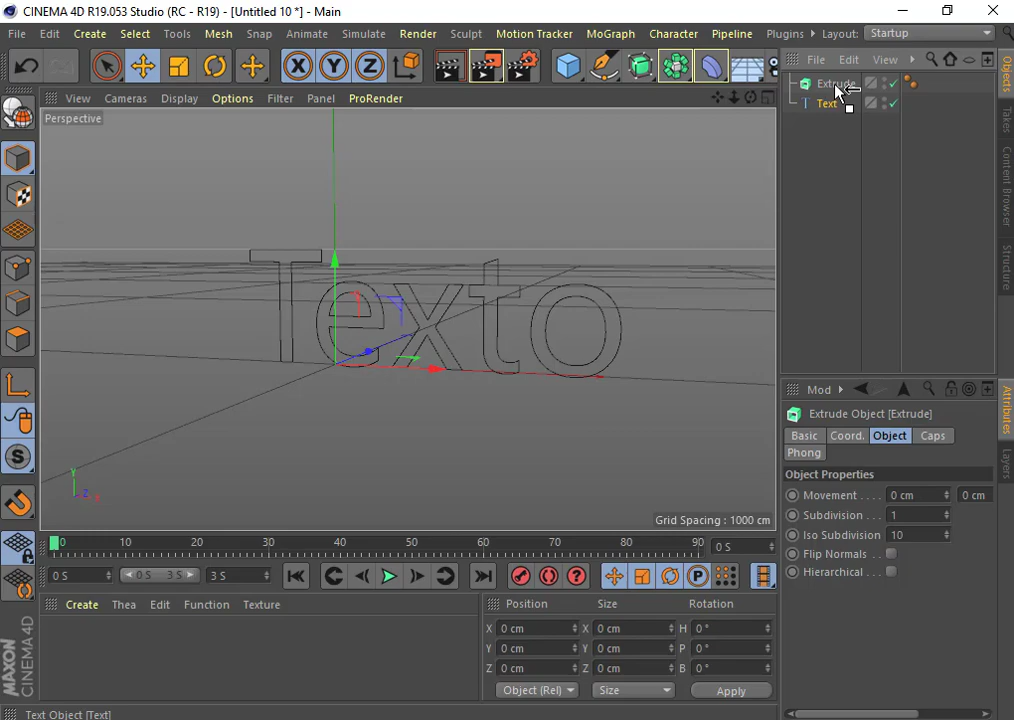 CINEMA 4D R19.053 Studio (RC - R19) - [Untitled 10 *] - Main
File Edit Create Select Tools Mesh Snap Animate Simulate Render Sculpt Motion Tracker MoGraph Character Pipeline Plugins Layout: Startup
X Y Z
File Edit View
View Cameras Display Options Filter Panel ProRender
Extrude
Text
Objects
Takes
Content Browser
Structure
Perspective
Texto
Y
Z X
Grid Spacing : 1000 cm
Mod
Extrude Object [Extrude]
Basic Coord. Object Caps
Phong
Object Properties
Movement . . . . 0 cm 0 cm
Subdivision . . . 1
Iso Subdivision 10
Flip Normals . .
Hierarchical . . .
Attributes
Layers
S
0 10 20 30 40 50 60 70 80 90 0 S
0 S 0 S 3 S 3 S
P
Create Thea Edit Function Texture
Position Size Rotation
X 0 cm X 0 cm H 0 °
Y 0 cm Y 0 cm P 0 °
Z 0 cm Z 0 cm B 0 °
Object (Rel) Size Apply
MAXON
CINEMA 4D
Text Object [Text]